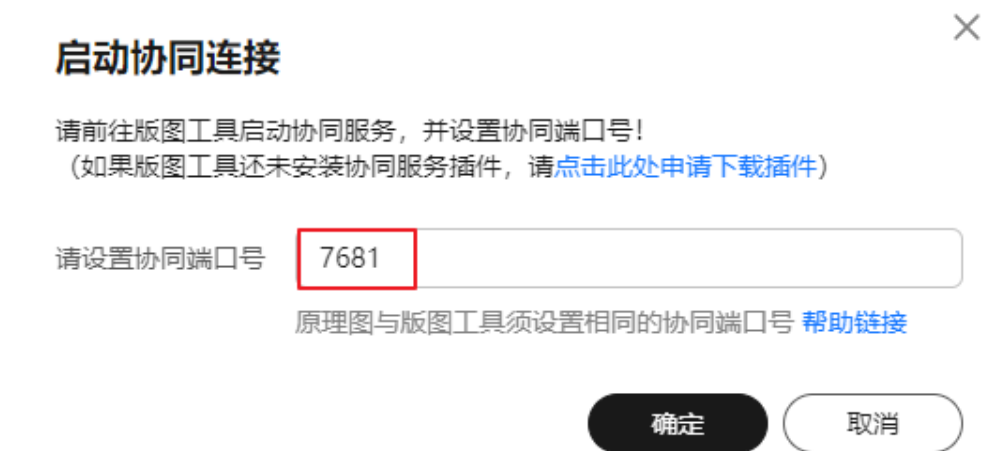 启动协同连接
请前往版图工具启动协同服务，并设置协同端口号！
（如果版图工具还未安装协同服务插件，请点击此处申请下载插件）
请设置协同端口号 7681
原理图与版图工具须设置相同的协同端口号 帮助链接
确定 取消